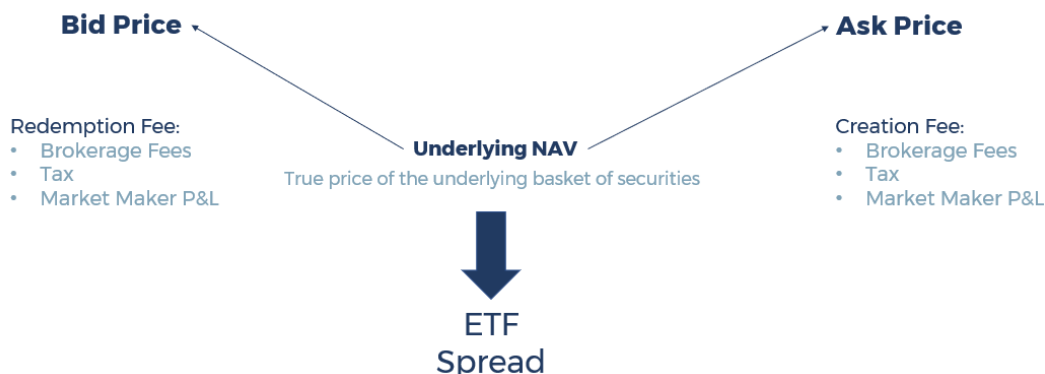 Bid Price
Ask Price
Redemption Fee:
• Brokerage Fees
• Tax
• Market Maker P&L
Underlying NAV
True price of the underlying basket of securities
Creation Fee:
• Brokerage Fees
• Tax
• Market Maker P&L
ETF
Spread